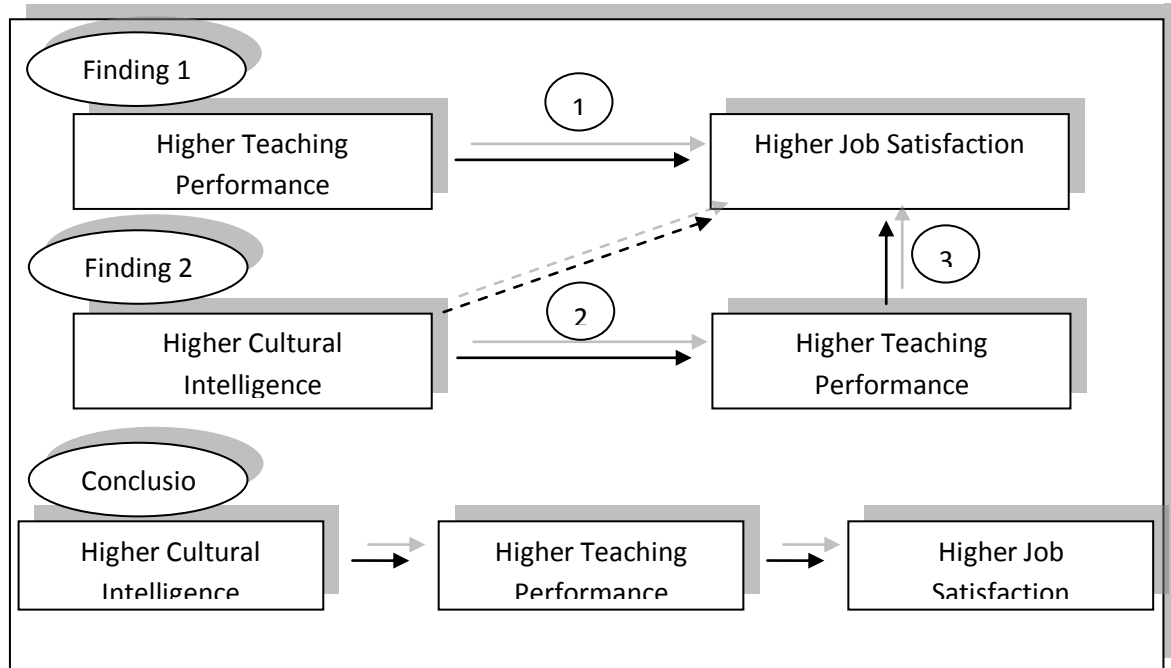 Finding 1
1
Higher Teaching
Performance
Higher Job Satisfaction
Finding 2
3
2
Higher Cultural
Intelligence
Higher Teaching
Performance
Conclusio
Higher Cultural
Intelligence
Higher Teaching
Performance
Higher Job
Satisfaction